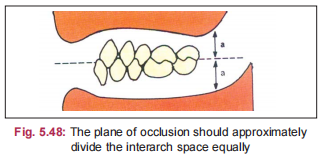 a
a
Fig. 5.48: The plane of occlusion should approximately
divide the interarch space equally